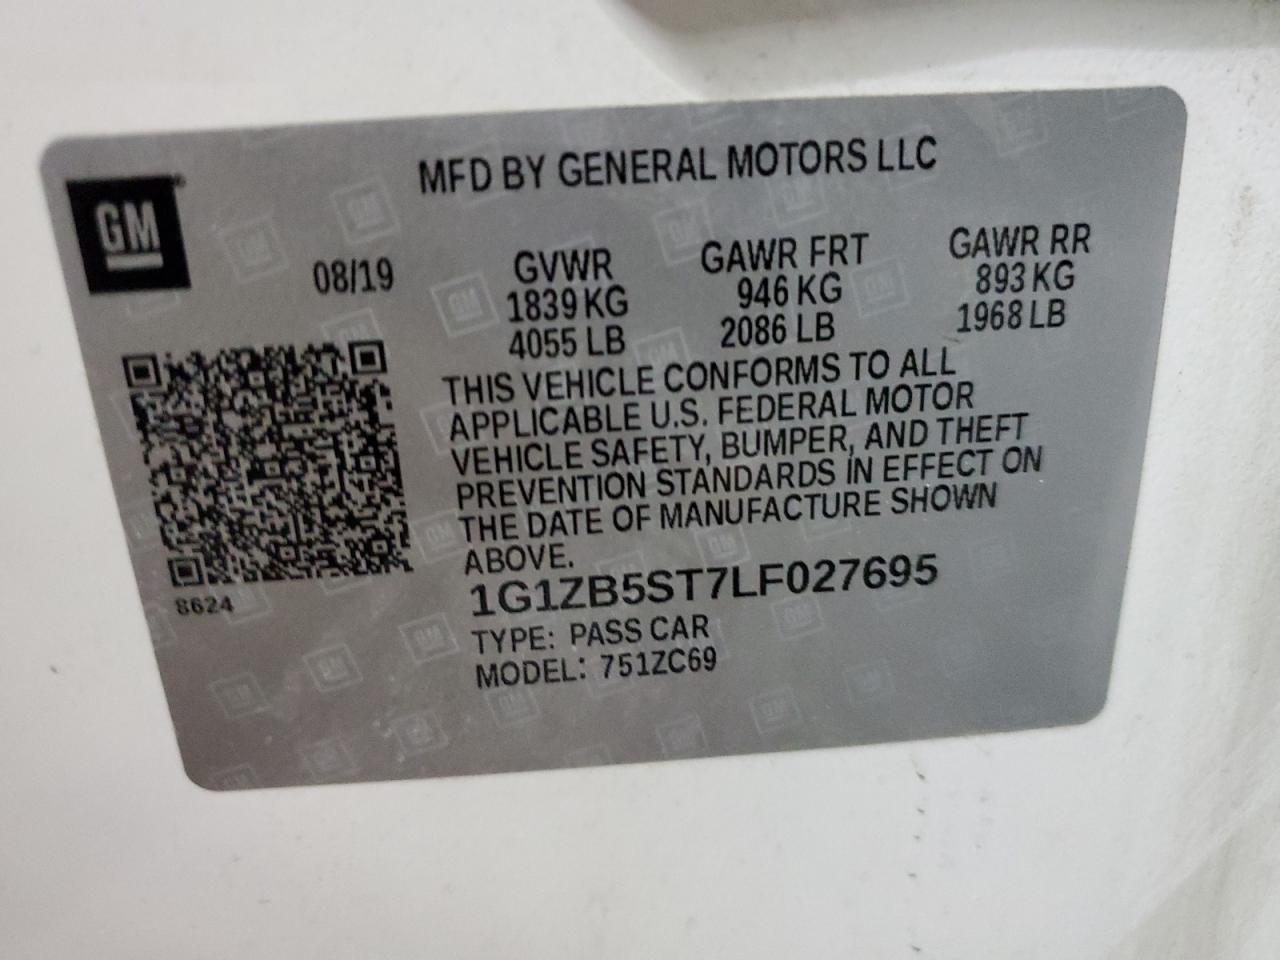 MFD BY GENERAL MOTORS LLC
GM
08/19
GVWR GAWR FRT GAWR RR
1839 KG 946 KG 893 KG
4055 LB 2086 LB 1968 LB
THIS VEHICLE CONFORMS TO ALL
APPLICABLE U.S. FEDERAL MOTOR
VEHICLE SAFETY, BUMPER, AND THEFT
PREVENTION STANDARDS IN EFFECT ON
THE DATE OF MANUFACTURE SHOWN
ABOVE.
8624
1G1ZB5ST7LF027695
TYPE: PASS CAR
MODEL: 751ZC69